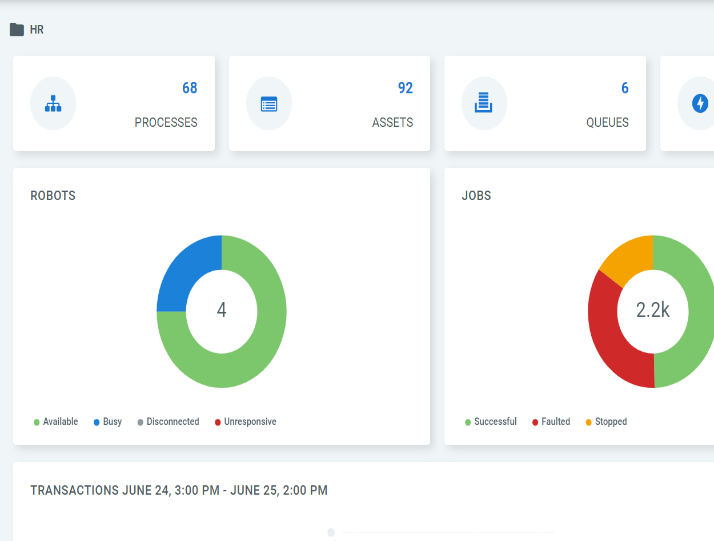 HR
68
PROCESSES
92
ASSETS
6
QUEUES
ROBOTS
4
Available Busy Disconnected Unresponsive
JOBS
2.2k
Successful Faulted Stopped
TRANSACTIONS JUNE 24, 3:00 PM - JUNE 25, 2:00 PM